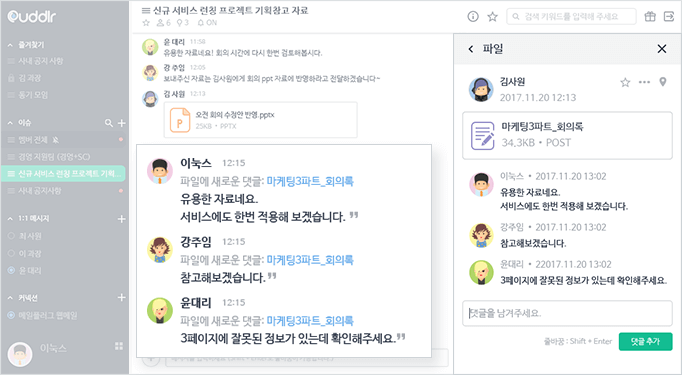 Puddlr
즐겨찾기
사내 공지 사항
김 과장
동기 모임
이슈
멤버 전체
경영 지원팀 (경영+SC)
신규 서비스 런칭 프로젝트 기획..
사내 공지사항
1:1 메시지
최 사원
이 과장
윤 대리
커넥션
메일플러그 웹메일
이눅스
신규 서비스 런칭 프로젝트 기획참고 자료
6
3
ON
검색 키워드를 입력해 주세요
윤 대리 11:58
유용한 자료네요! 회의 시간에 다시 한번 검토해봅시다.
강 주임 12:05
보내주신 자료는 김사원에게 회의 ppt 자료에 반영하라고 전달하겠습니다~
김 사원 12:13
P
오전 회의 수정안 반영.pptx
25KB • PPTX
이눅스 12:15
파일에 새로운 댓글: 마케팅3파트_회의록
유용한 자료네요.
서비스에도 한번 적용해 보겠습니다.
강주임 12:15
파일에 새로운 댓글: 마케팅3파트_회의록
참고해보겠습니다.
윤대리 12:15
파일에 새로운 댓글: 마케팅3파트_회의록
3페이지에 잘못된 정보가 있는데 확인해주세요.
파일
김사원
2017.11.20 12:13
마케팅3파트_회의록
34,3KB • POST
이눅스 • 2017.11.20 13:02
유용한 자료네요.
서비스에도 한번 적용해 보겠습니다.
강주임 • 2017.11.20 13:02
참고해보겠습니다.
윤대리 • 22017.11.20 13:02
3페이지에 잘못된 정보가 있는데 확인해주세요.
댓글을 남겨주세요.
줄바꿈 : Shift + Enter
댓글 추가